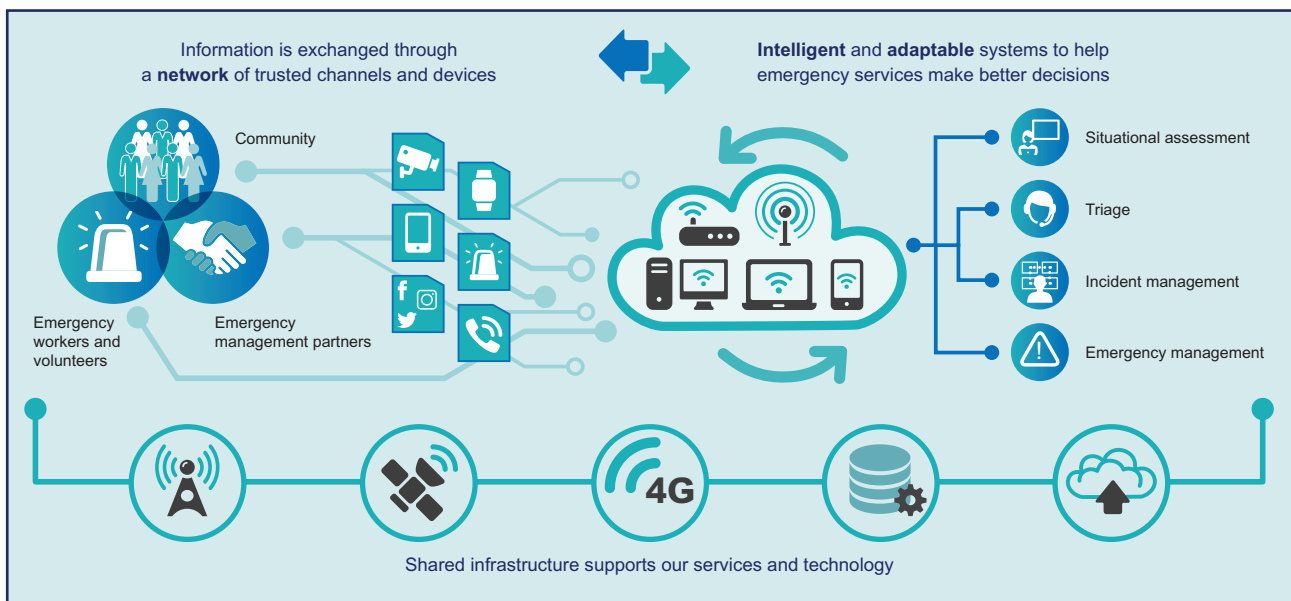 Information is exchanged through
a network of trusted channels and devices
Intelligent and adaptable systems to help
emergency services make better decisions
Community
Emergency
workers and
volunteers
Emergency
management partners
Situational assessment
Triage
Incident management
Emergency management
4G
Shared infrastructure supports our services and technology